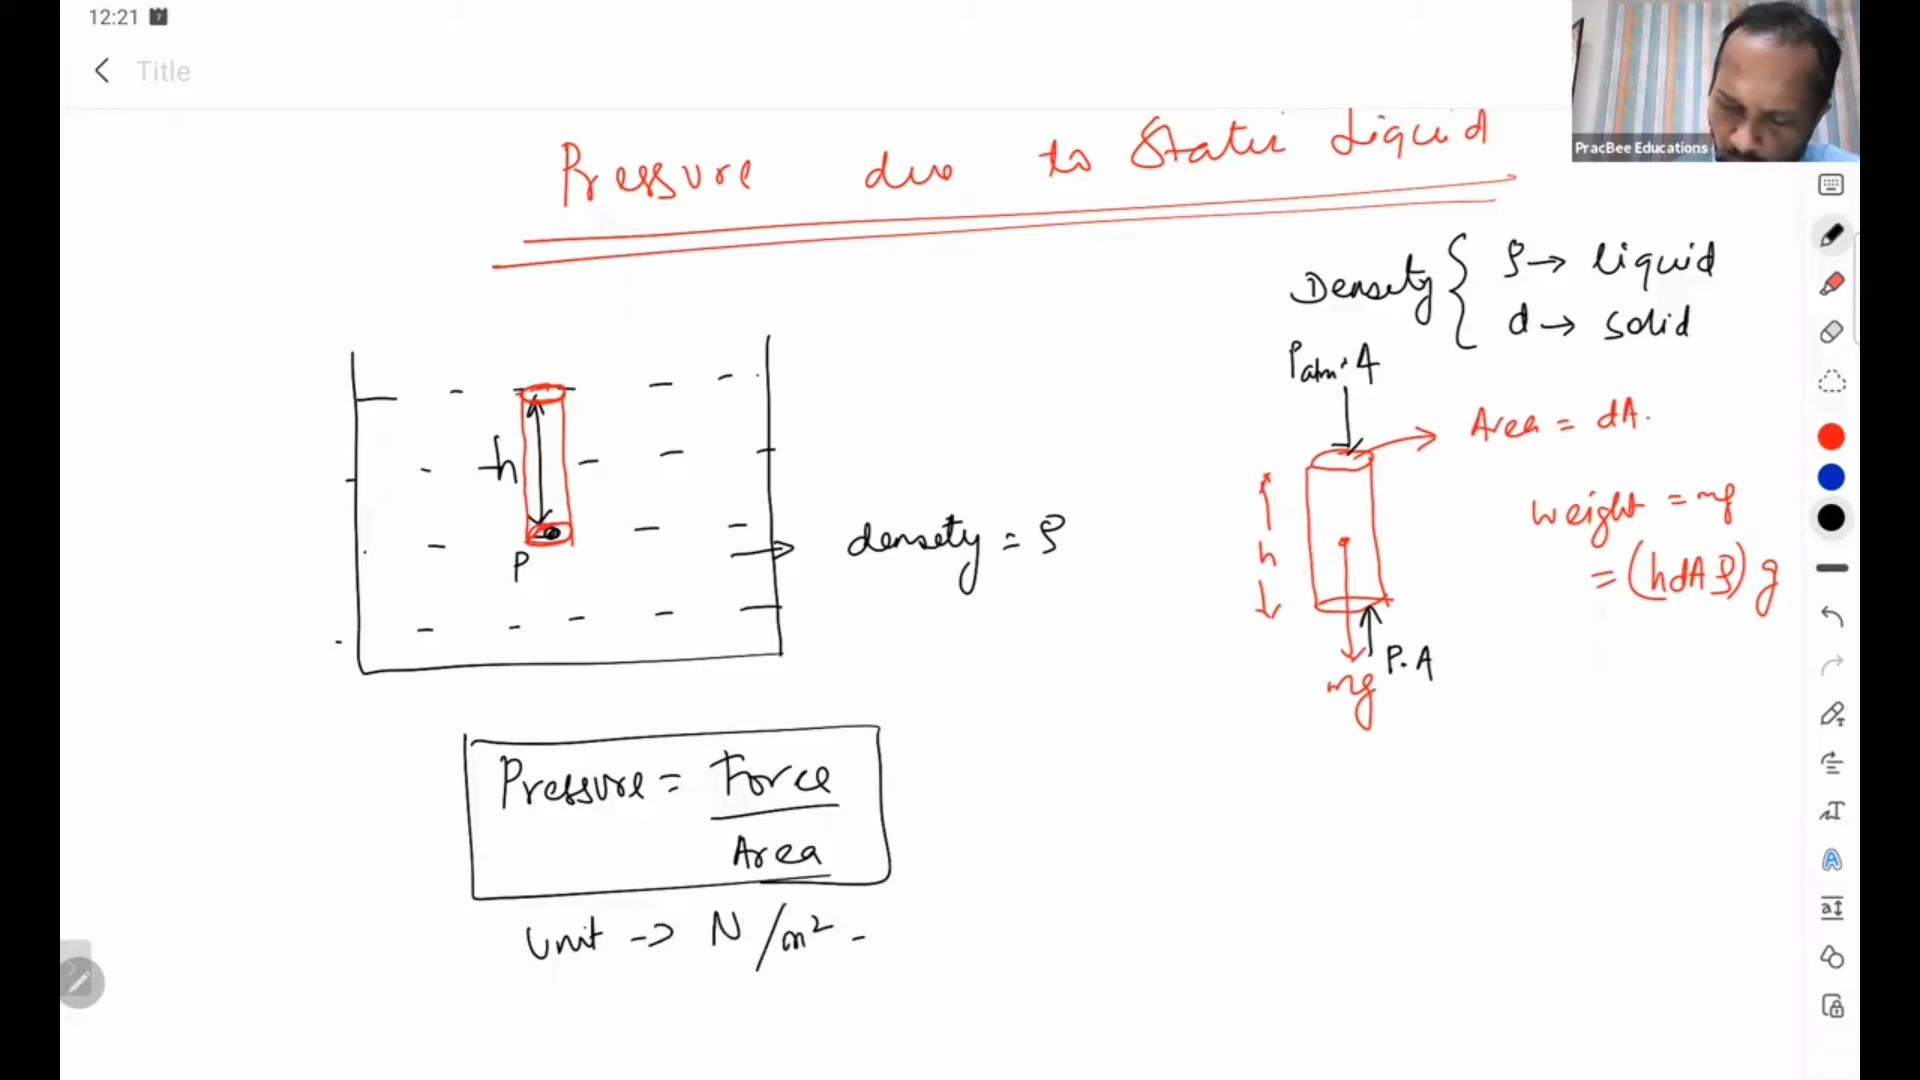 12:21
Title
PracBee Educations
Pressure due to Static Liquid
Density { ρ → liquid
d → solid
Patm·A
Area = dA.
h
h
Weight = mg
= (hdAρ) g
density = ρ
P
P·A
mg
Pressure = Force
Area
Unit → N/m² -